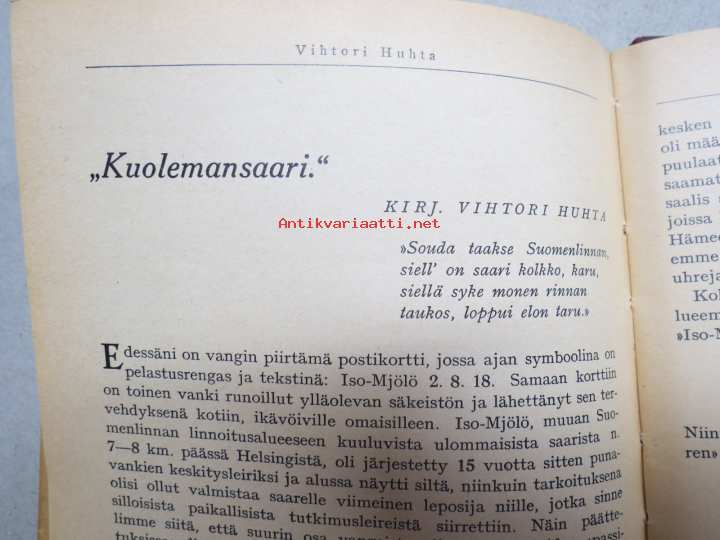 Vihtori Huhta
„Kuolemansaari.“
KIRJ. VIHTORI HUHTA
Antikvariaatti.net
»Souda taakse Suomenlinnan,
siell' on saari kolkko, karu,
siellä syke monen rinnan
taukos, loppui elon taru.»
Edessäni on vangin piirtämä postikortti, jossa ajan symboolina on
pelastusrengas ja tekstinä: Iso-Mjölö 2. 8. 18. Samaan korttiin
on toinen vanki runoillut ylläolevan säkeistön ja lähettänyt sen ter-
vehdyksenä kotiin, ikävöiville omaisilleen. Iso-Mjölö, muuan Suo-
menlinnan linnoitusalueeseen kuuluvista ulommaisista saarista n.
7—8 km. päässä Helsingistä, oli järjestetty 15 vuotta sitten puna-
vankien keskitysleiriksi ja alussa näytti siltä, niinkuin tarkoituksena
olisi ollut valmistaa saarelle viimeinen leposija niille, jotka sinne
silloisista paikallisista tutkimusleireistä siirrettiin. Näin päätte-
limme siitä, että suurin osa
kesken
oli mää
puulaat
saamat
saalis s
joissa
Hämee
emme
uhreja
Kol
lueem
»Iso-M
Niin
ren»